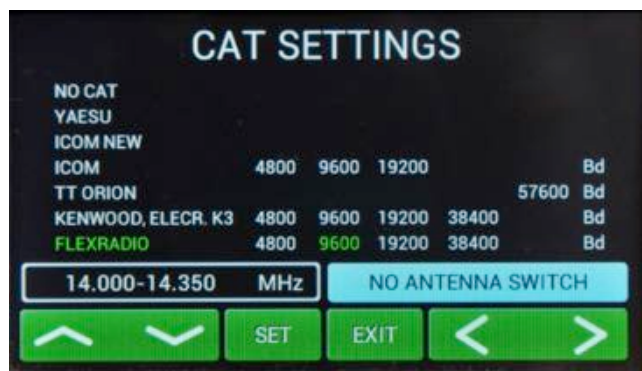 CAT SETTINGS
NO CAT
YAESU
ICOM NEW
ICOM 4800 9600 19200 Bd
TT ORION 57600 Bd
KENWOOD, ELECR. K3 4800 9600 19200 38400 Bd
FLEXRADIO 4800 9600 19200 38400 Bd
14.000-14.350 MHz NO ANTENNA SWITCH
SET EXIT